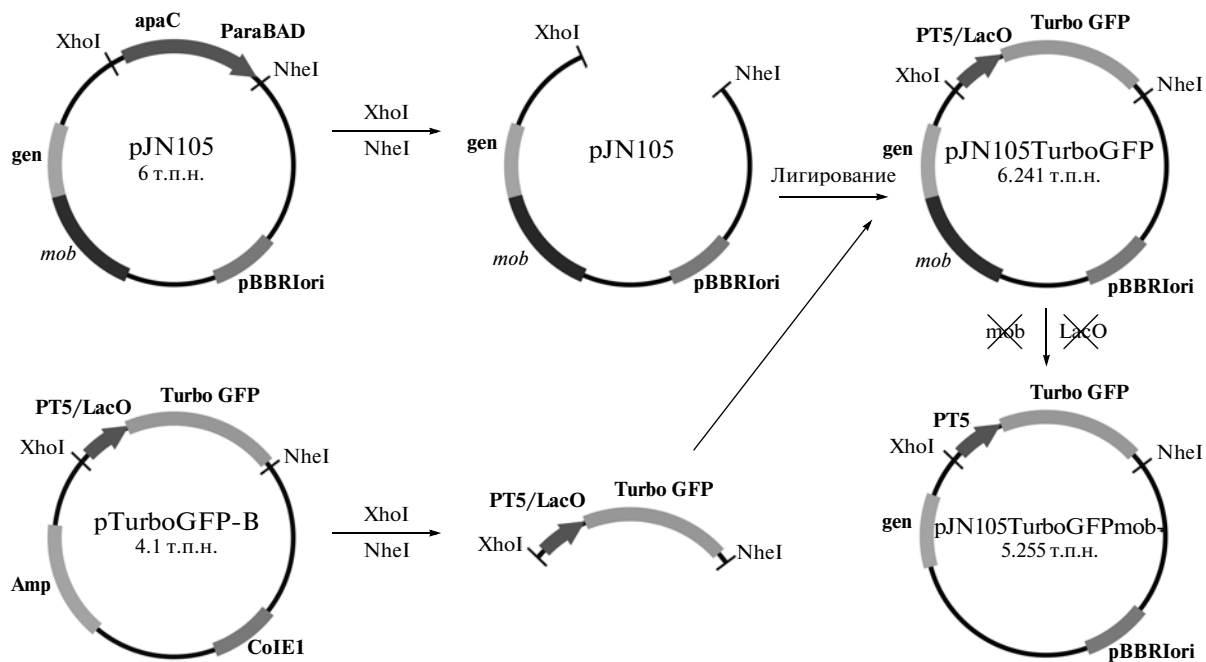 apaC
ParaBAD
XhoI
NheI
gen
pJN105
6 т.п.н.
mob
pBBRIori
XhoI
NheI
XhoI
NheI
gen
pJN105
mob
pBBRIori
Лигирование
Turbo GFP
PT5/LacO
XhoI
NheI
gen
pJN105TurboGFP
6.241 т.п.н.
mob
pBBRIori
mob
LacO
Turbo GFP
PT5/LacO
XhoI
NheI
pTurboGFP-B
4.1 т.п.н.
Amp
CoIE1
XhoI
NheI
PT5/LacO
Turbo GFP
XhoI
NheI
Turbo GFP
PT5
XhoI
NheI
gen
pJN105TurboGFPmob-
5.255 т.п.н.
pBBRIori